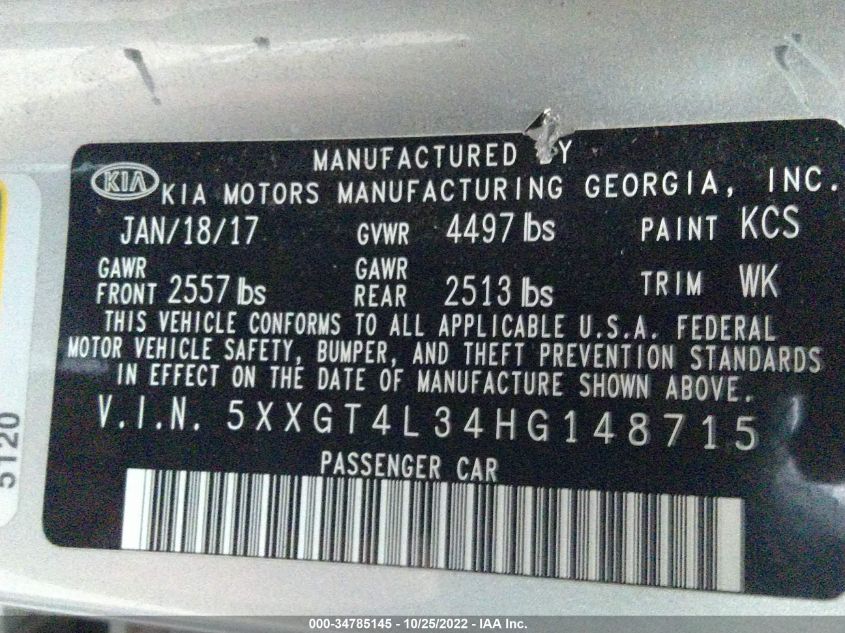 MANUFACTURED BY
KIA
KIA MOTORS MANUFACTURING GEORGIA, INC.
JAN/18/17 GVWR 4497 lbs PAINT KCS
GAWR FRONT 2557 lbs GAWR REAR 2513 lbs TRIM WK
THIS VEHICLE CONFORMS TO ALL APPLICABLE U.S.A. FEDERAL
MOTOR VEHICLE SAFETY, BUMPER, AND THEFT PREVENTION STANDARDS
IN EFFECT ON THE DATE OF MANUFACTURE SHOWN ABOVE.
V.I.N. 5XXGT4L34HG148715
PASSENGER CAR
5120
000-34785145 - 10/25/2022 - IAA Inc.